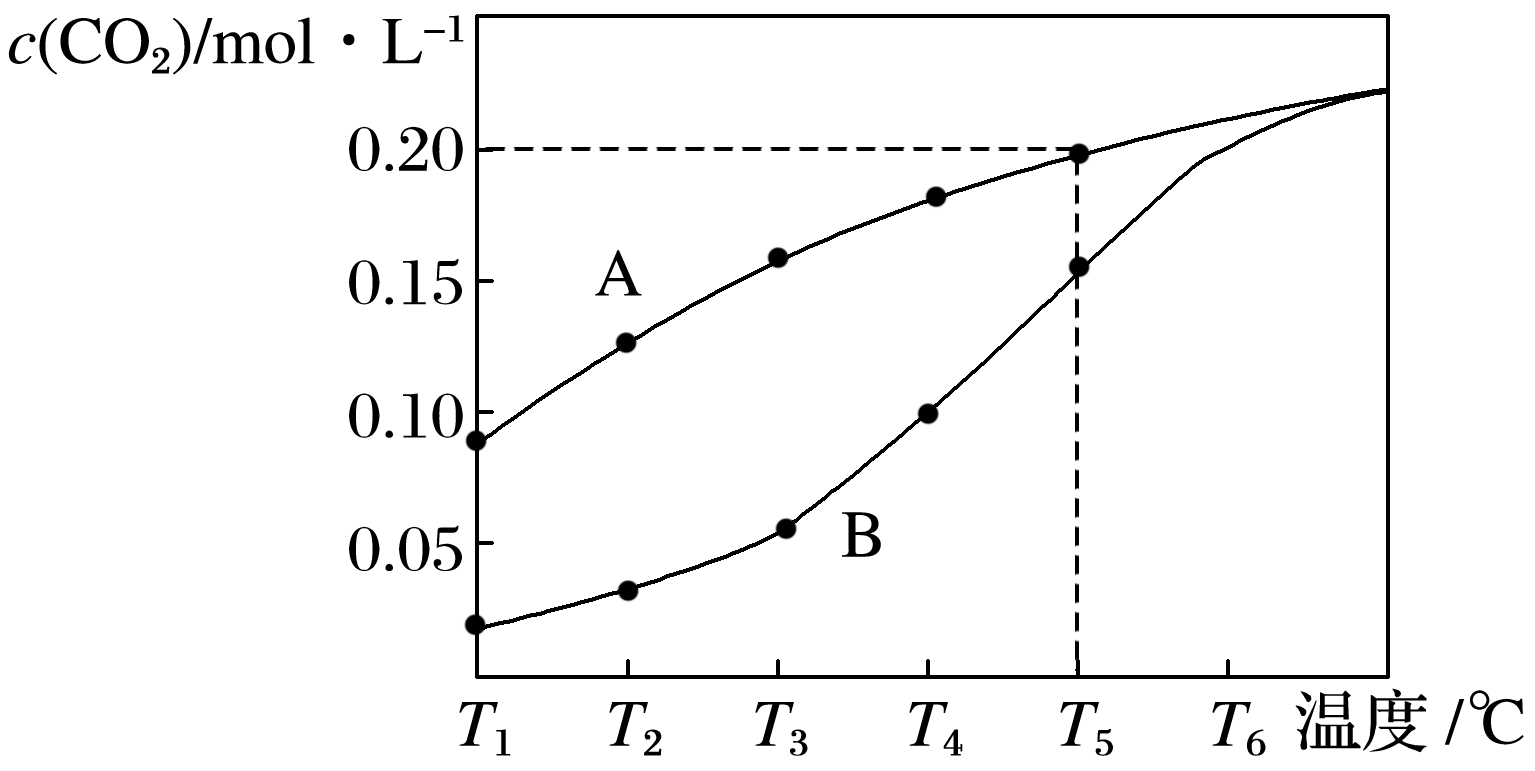 c(CO₂)/mol・L⁻¹
0.20
0.15
0.10
0.05
A
B
T₁ T₂ T₃ T₄ T₅ T₆ 温度/℃